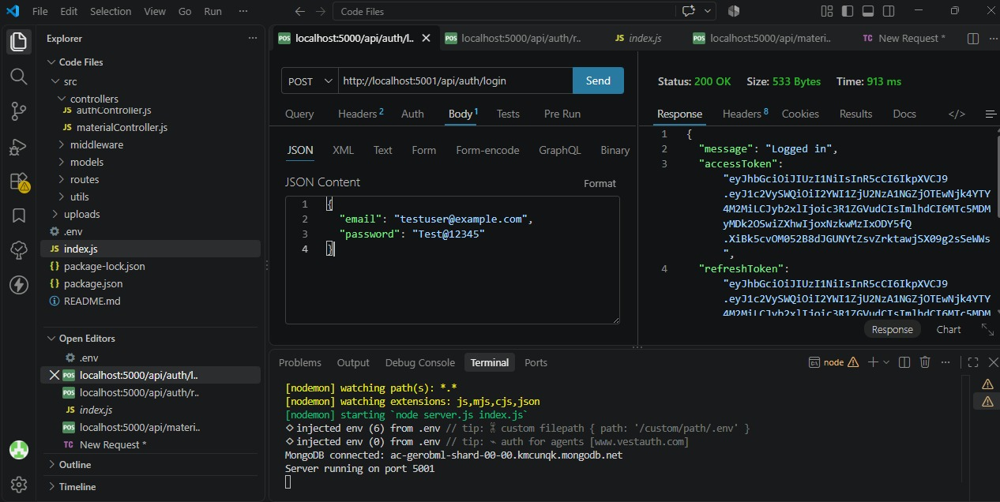 File Edit Selection View Go Run ··· Code Files
Explorer ···
Code Files
src
controllers
authController.js
materialController.js
middleware
models
routes
utils
uploads
.env
JS index.js
{} package-lock.json
{} package.json
README.md
Open Editors
.env
POS localhost:5000/api/auth/l..
POS localhost:5000/api/auth/r..
JS index.js
POS localhost:5000/api/materi..
TC New Request *
Outline
Timeline
POS localhost:5000/api/auth/l.. POS localhost:5000/api/auth/r.. JS index.js POS localhost:5000/api/materi.. TC New Request *
POST http://localhost:5001/api/auth/login Send
Query Headers 2 Auth Body 1 Tests Pre Run
JSON XML Text Form Form-encode GraphQL Binary
JSON Content Format
1 {
2 "email": "testuser@example.com",
3 "password": "Test@12345"
4 }
Status: 200 OK Size: 533 Bytes Time: 913 ms
Response Headers 8 Cookies Results Docs </>
1 {
2 "message": "Logged in",
3 "accessToken":
"eyJhbGciOiJIUzI1NiIsInR5cCI6IkpXVCJ9
.eyJ1c2VySWQiOiI2YWI1ZjU2NzA1NGZjOTEwNjk4YTY
4M2MiLCJyb2xlIjoic3R1ZGVudCIsImlhdCI6MTc5MDM
yMDk2OSwiZXhwIjoxNzkwMzIxODY5fQ
.XiBk5cvOM052B8dJGUNYtZsvZrktawjSX09g2sSeWWs
",
4 "refreshToken":
"eyJhbGciOiJIUzI1NiIsInR5cCI6IkpXVCJ9
.eyJ1c2VySWQiOiI2YWI1ZjU2NzA1NGZjOTEwNjk4YTY
4M2MiLCJyb2xlIjoic3R1ZGVudCIsImlhdCI6MTc5MDM
Response Chart
Problems Output Debug Console Terminal Ports node
[nodemon] watching path(s): *.*
[nodemon] watching extensions: js,mjs,cjs,json
[nodemon] starting `node server.js index.js`
◇ injected env (6) from .env // tip: ⌘ custom filepath { path: '/custom/path/.env' }
◇ injected env (0) from .env // tip: ⌁ auth for agents [www.vestauth.com]
MongoDB connected: ac-gerobml-shard-00-00.kmcunqk.mongodb.net
Server running on port 5001